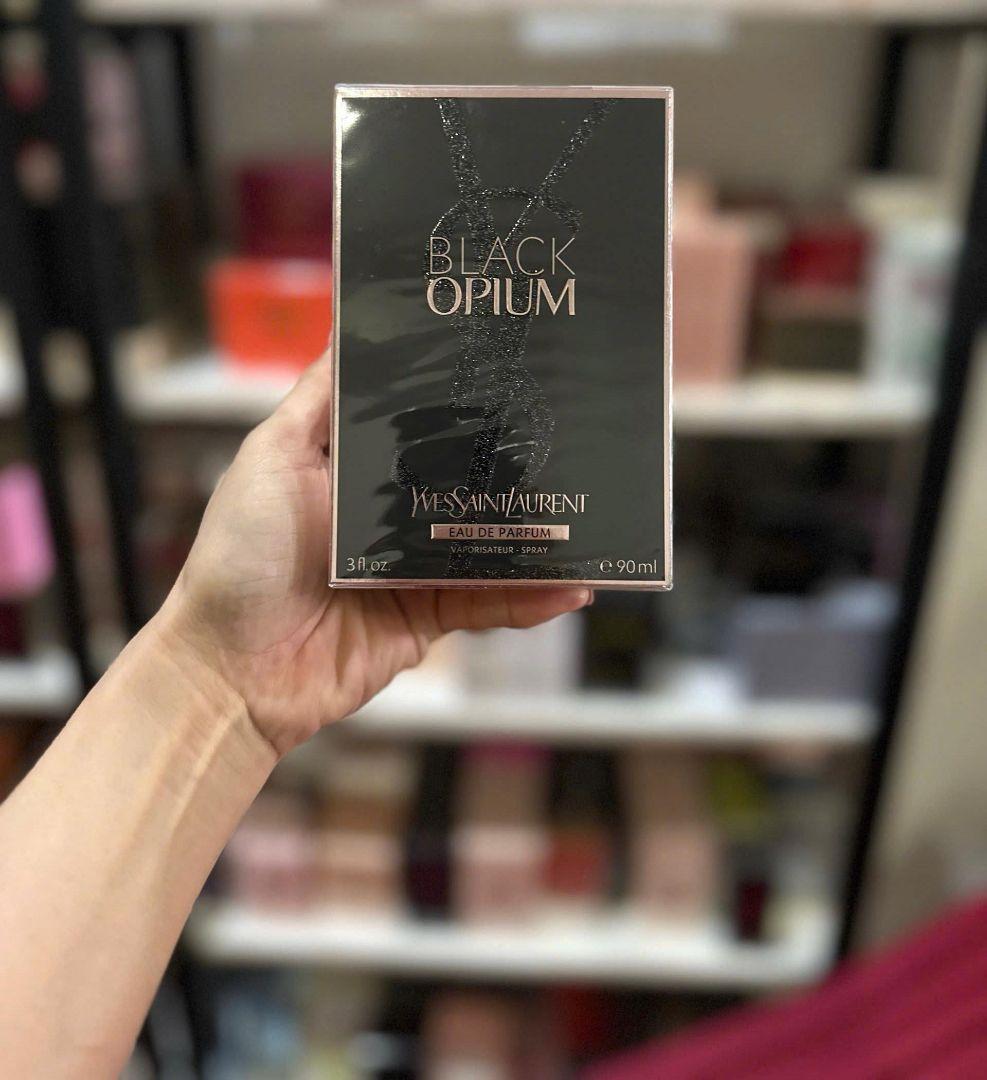 BLACK
OPIUM
YVESSAINTLAURENT
EAU DE PARFUM
VAPORISATEUR - SPRAY
3 fl. oz. ℮ 90 ml